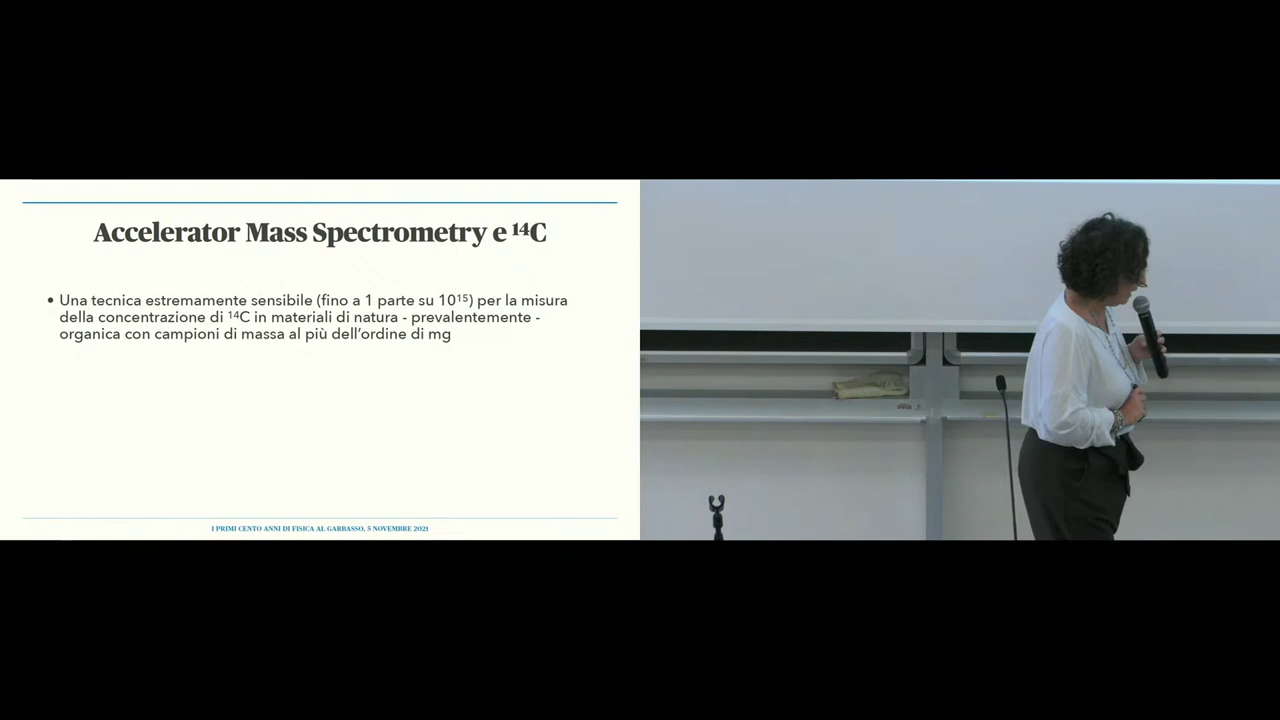 Accelerator Mass Spectrometry e ¹⁴C
• Una tecnica estremamente sensibile (fino a 1 parte su 10¹⁵) per la misura
della concentrazione di ¹⁴C in materiali di natura - prevalentemente -
organica con campioni di massa al più dell’ordine di mg
I PRIMI CENTO ANNI DI FISICA AL GARBASSO, 5 NOVEMBRE 2021